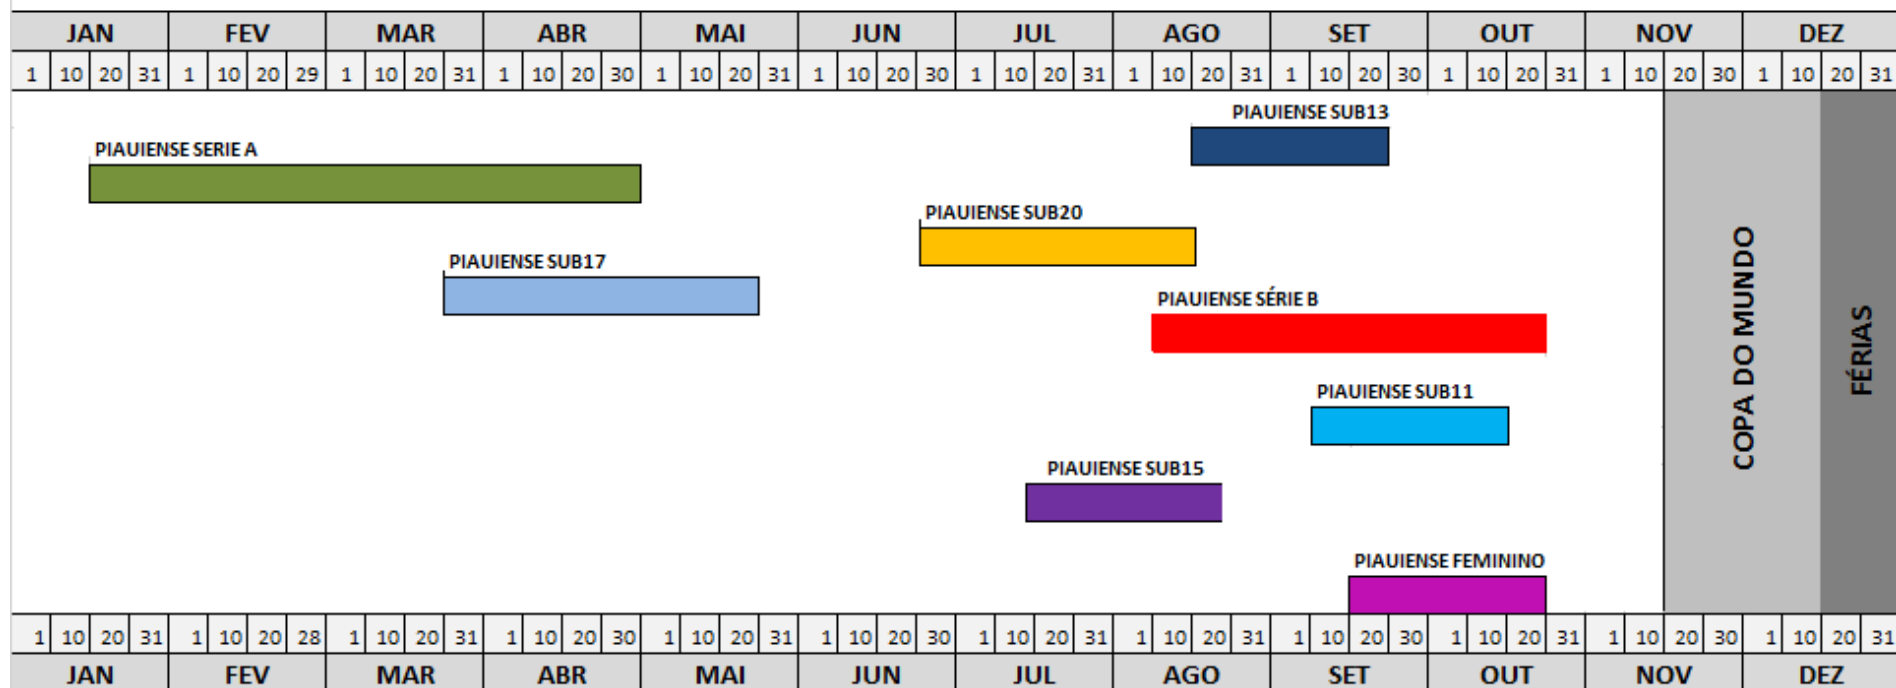 JAN FEV MAR ABR MAI JUN JUL AGO SET OUT NOV DEZ
1 10 20 31 1 10 20 29 1 10 20 31 1 10 20 30 1 10 20 31 1 10 20 30 1 10 20 31 1 10 20 31 1 10 20 30 1 10 20 31 1 10 20 30 1 10 20 31
PIAUIENSE SUB13
PIAUIENSE SERIE A
PIAUIENSE SUB20
PIAUIENSE SUB17
PIAUIENSE SÉRIE B
PIAUIENSE SUB11
PIAUIENSE SUB15
PIAUIENSE FEMININO
COPA DO MUNDO
FÉRIAS
1 10 20 31 1 10 20 28 1 10 20 31 1 10 20 30 1 10 20 31 1 10 20 30 1 10 20 31 1 10 20 31 1 10 20 30 1 10 20 31 1 10 20 30 1 10 20 31
JAN FEV MAR ABR MAI JUN JUL AGO SET OUT NOV DEZ